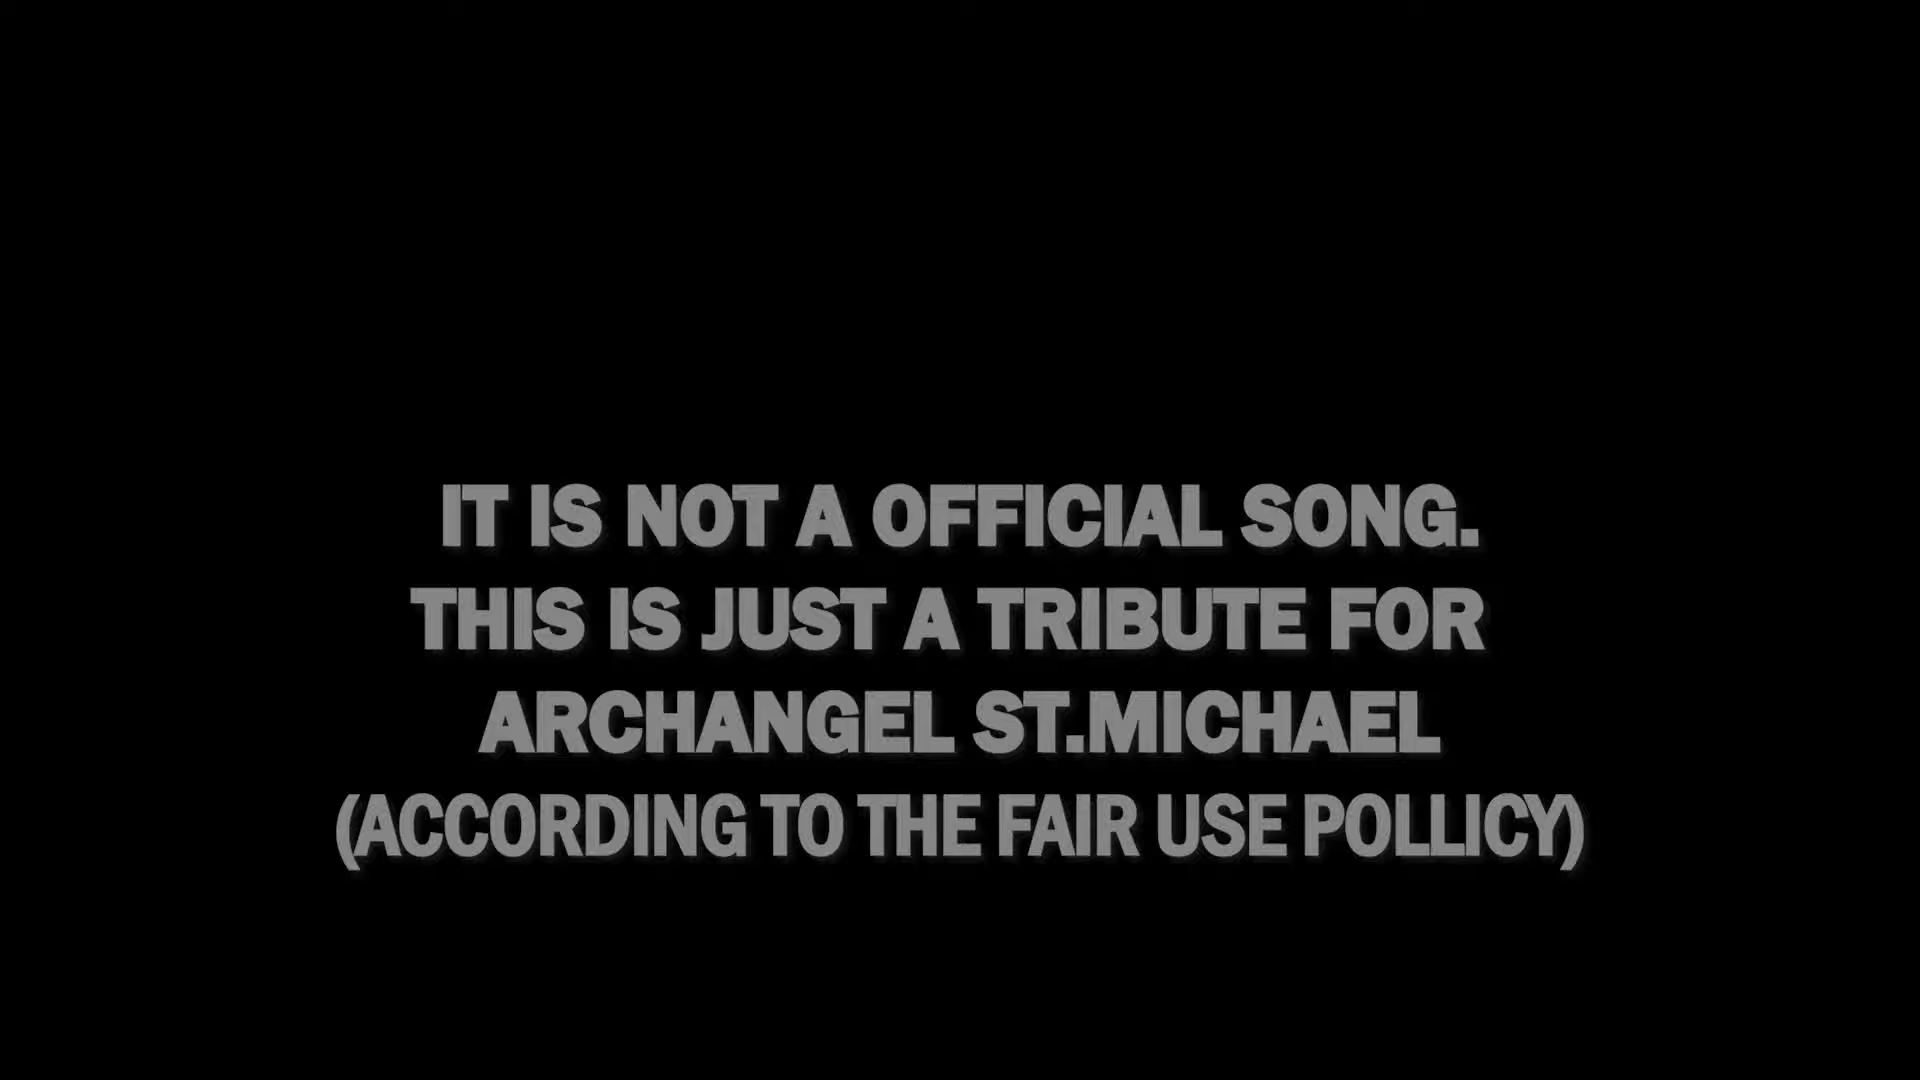 IT IS NOT A OFFICIAL SONG.
THIS IS JUST A TRIBUTE FOR
ARCHANGEL ST.MICHAEL
(ACCORDING TO THE FAIR USE POLLICY)